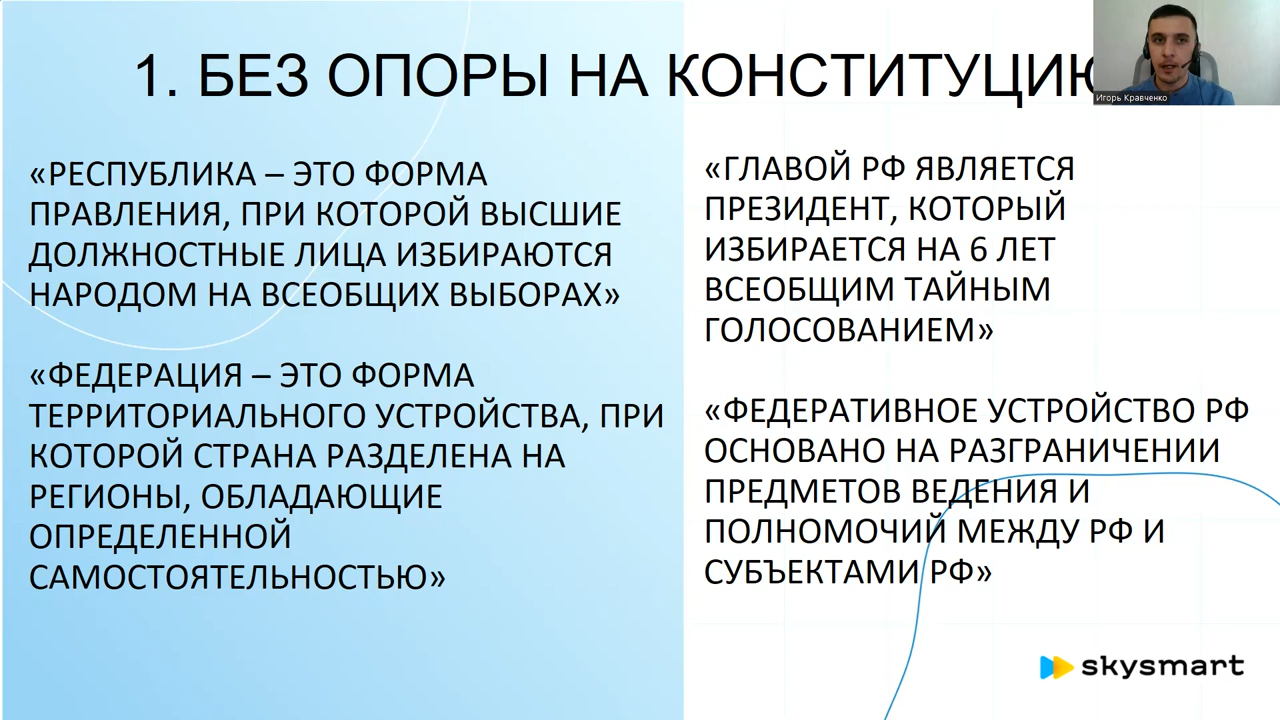 1. БЕЗ ОПОРЫ НА КОНСТИТУЦИЮ
Игорь Кравченко
«РЕСПУБЛИКА – ЭТО ФОРМА
ПРАВЛЕНИЯ, ПРИ КОТОРОЙ ВЫСШИЕ
ДОЛЖНОСТНЫЕ ЛИЦА ИЗБИРАЮТСЯ
НАРОДОМ НА ВСЕОБЩИХ ВЫБОРАХ»
«ФЕДЕРАЦИЯ – ЭТО ФОРМА
ТЕРРИТОРИАЛЬНОГО УСТРОЙСТВА, ПРИ
КОТОРОЙ СТРАНА РАЗДЕЛЕНА НА
РЕГИОНЫ, ОБЛАДАЮЩИЕ
ОПРЕДЕЛЕННОЙ
САМОСТОЯТЕЛЬНОСТЬЮ»
«ГЛАВОЙ РФ ЯВЛЯЕТСЯ
ПРЕЗИДЕНТ, КОТОРЫЙ
ИЗБИРАЕТСЯ НА 6 ЛЕТ
ВСЕОБЩИМ ТАЙНЫМ
ГОЛОСОВАНИЕМ»
«ФЕДЕРАТИВНОЕ УСТРОЙСТВО РФ
ОСНОВАНО НА РАЗГРАНИЧЕНИИ
ПРЕДМЕТОВ ВЕДЕНИЯ И
ПОЛНОМОЧИЙ МЕЖДУ РФ И
СУБЪЕКТАМИ РФ»
skysmart